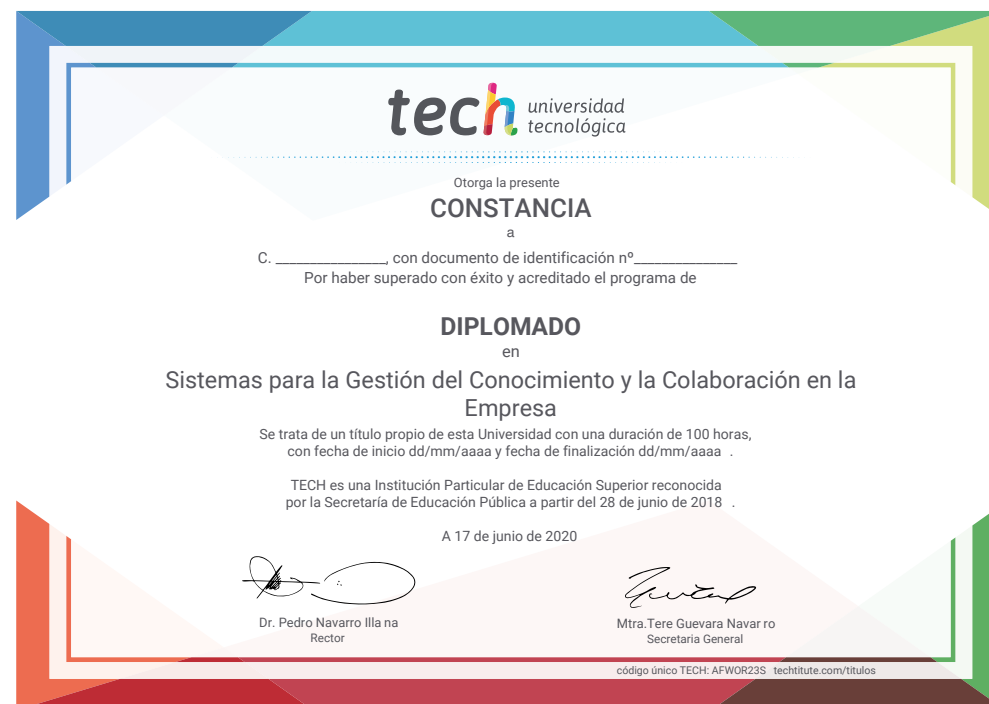 tech universidad
tecnológica
Otorga la presente
CONSTANCIA
a
C. ________________, con documento de identificación nº_______________
Por haber superado con éxito y acreditado el programa de
DIPLOMADO
en
Sistemas para la Gestión del Conocimiento y la Colaboración en la
Empresa
Se trata de un título propio de esta Universidad con una duración de 100 horas,
con fecha de inicio dd/mm/aaaa y fecha de finalización dd/mm/aaaa .
TECH es una Institución Particular de Educación Superior reconocida
por la Secretaría de Educación Pública a partir del 28 de junio de 2018 .
A 17 de junio de 2020
Dr. Pedro Navarro Illa na
Rector
Mtra.Tere Guevara Navar ro
Secretaria General
código único TECH: AFWOR23S techtitute.com/titulos